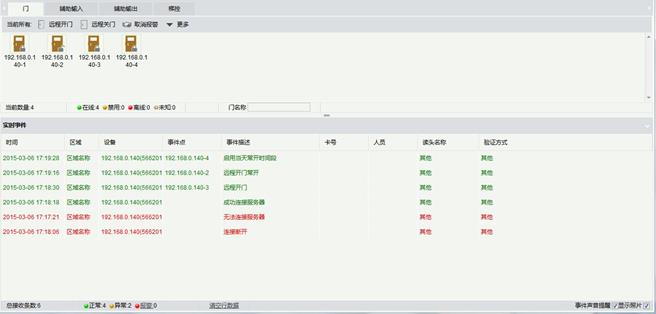 门 辅助输入 辅助输出 梯控
当前所有: 远程开门 远程关门 取消报警 更多
192.168.0.1 192.168.0.1 192.168.0.1 192.168.0.1
40-1 40-2 40-3 40-4
当前数量:4 在线:4 禁用:0 离线:0 未知:0 门名称
实时事件
时间 区域 设备 事件点 事件描述 卡号 人员 读头名称 验证方式
2015-03-06 17:19:28 区域名称 192.168.0.140(566201 192.168.0.140-4 启用当天常开时间段 其他 其他
2015-03-06 17:19:16 区域名称 192.168.0.140(566201 192.168.0.140-2 远程开门常开 其他 其他
2015-03-06 17:18:30 区域名称 192.168.0.140(566201 192.168.0.140-3 远程开门 其他 其他
2015-03-06 17:18:18 区域名称 192.168.0.140(566201 成功连接服务器 其他 其他
2015-03-06 17:17:21 区域名称 192.168.0.140(566201 无法连接服务器 其他 其他
2015-03-06 17:18:06 区域名称 192.168.0.140(566201 连接断开 其他 其他
总接收条数:6 正常:4 异常:2 报警:0 清空行数据 事件声音提醒 显示照片